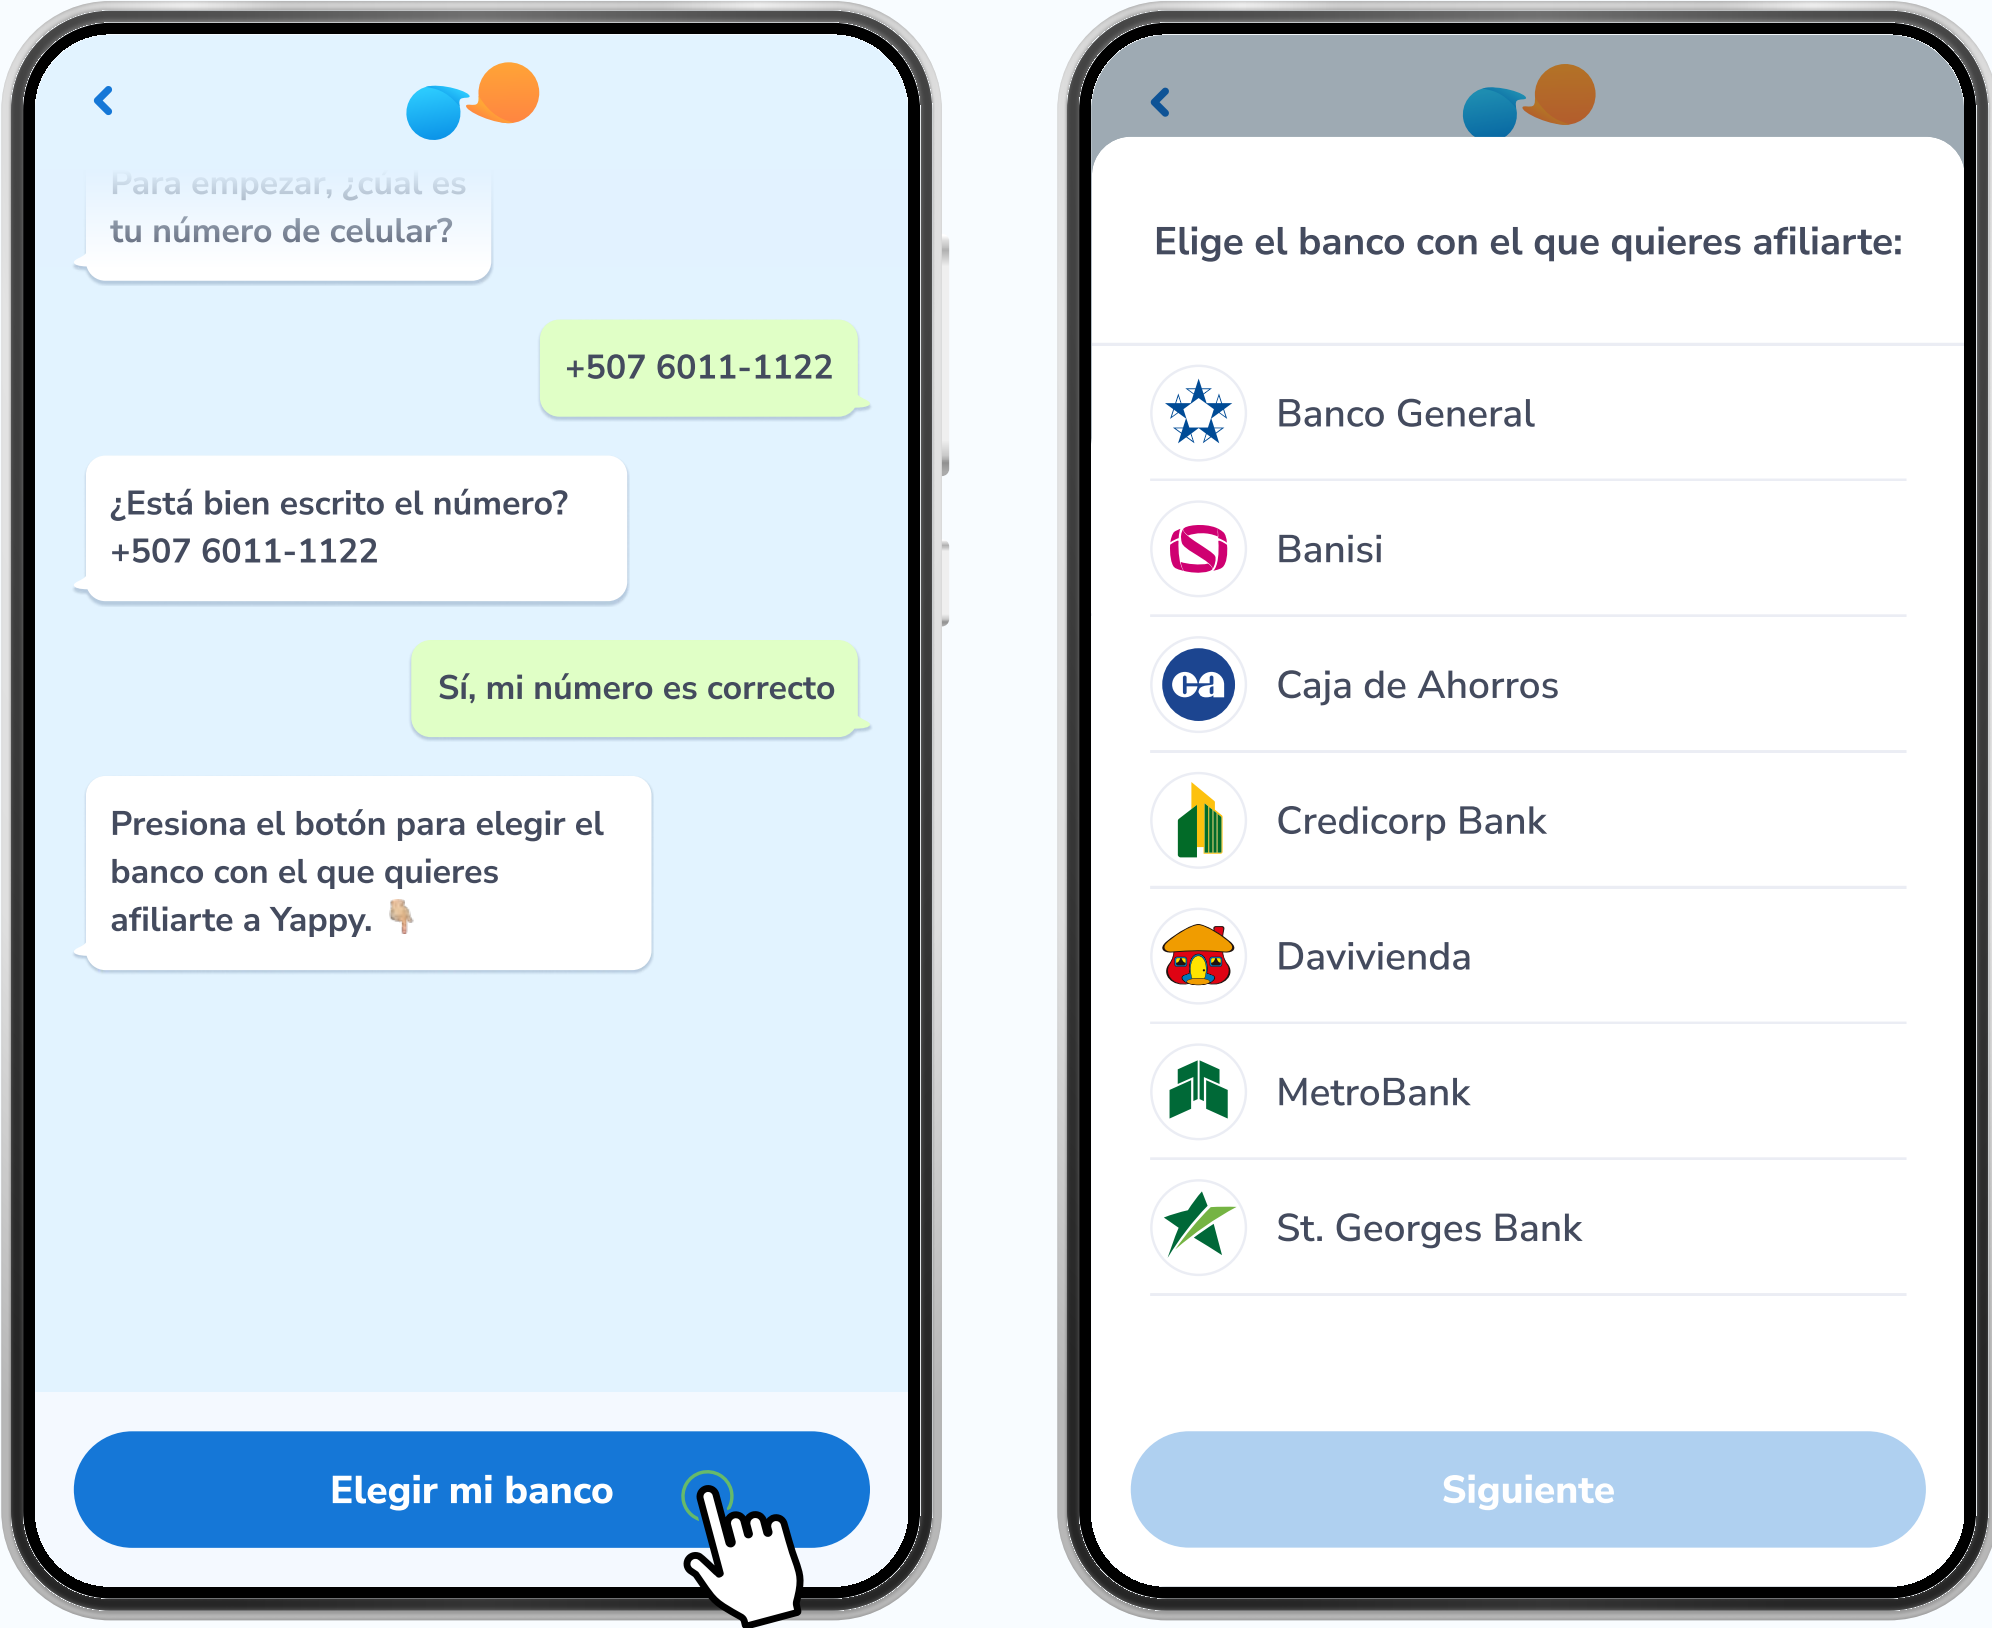 Para empezar, ¿cúal es
tu número de celular?
+507 6011-1122
¿Está bien escrito el número?
+507 6011-1122
Sí, mi número es correcto
Presiona el botón para elegir el
banco con el que quieres
afiliarte a Yappy. 👇🏼
Elegir mi banco
Elige el banco con el que quieres afiliarte:
Banco General
Banisi
ca
Caja de Ahorros
Credicorp Bank
Davivienda
MetroBank
St. Georges Bank
Siguiente